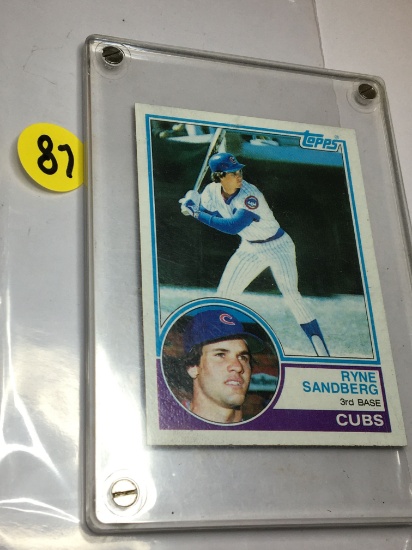 87
TOPPS
C
RYNE
SANDBERG
3rd BASE
CUBS